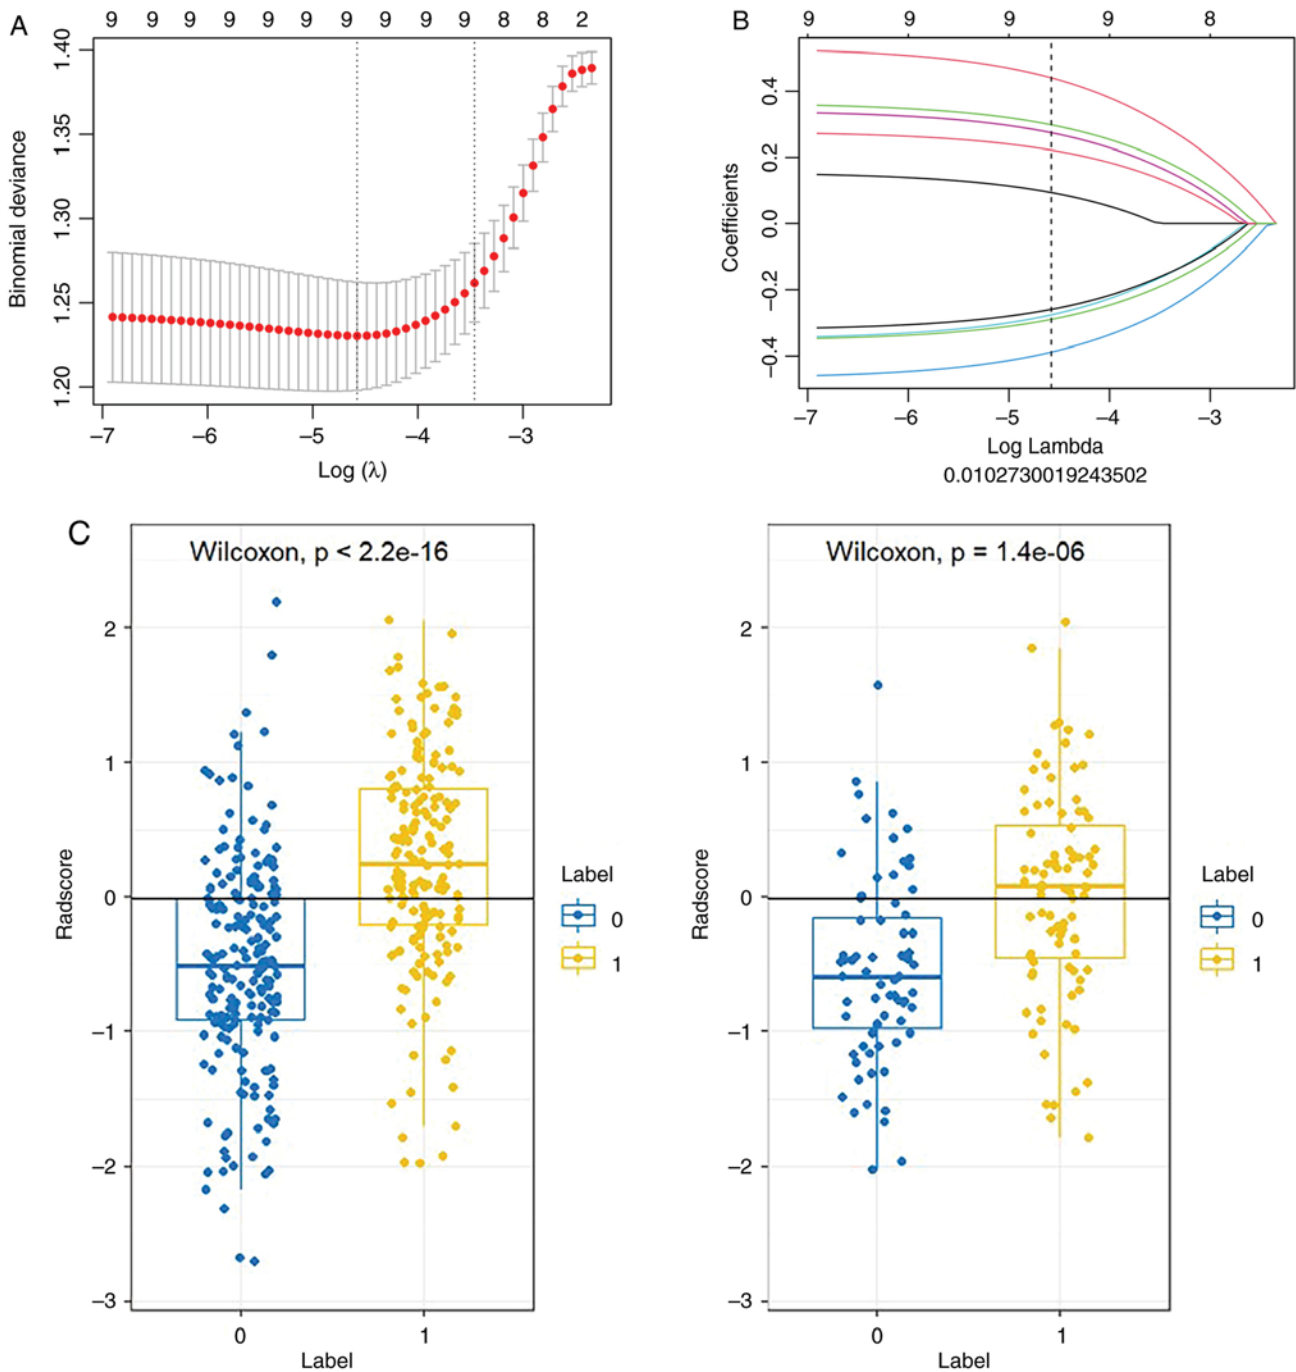 A
9 9 9 9 9 9 9 9 9 8 8 2
1.40
1.35
1.30
1.25
1.20
Binomial deviance
−7 −6 −5 −4 −3
Log (λ)
B
9 9 9 9 8
0.4
0.2
0.0
−0.2
−0.4
Coefficients
−7 −6 −5 −4 −3
Log Lambda
0.0102730019243502
C
Wilcoxon, p < 2.2e-16
2
1
0
−1
−2
−3
Radscore
0 1
Label
Label
0
1
Wilcoxon, p = 1.4e-06
2
1
0
−1
−2
−3
Radscore
0 1
Label
Label
0
1